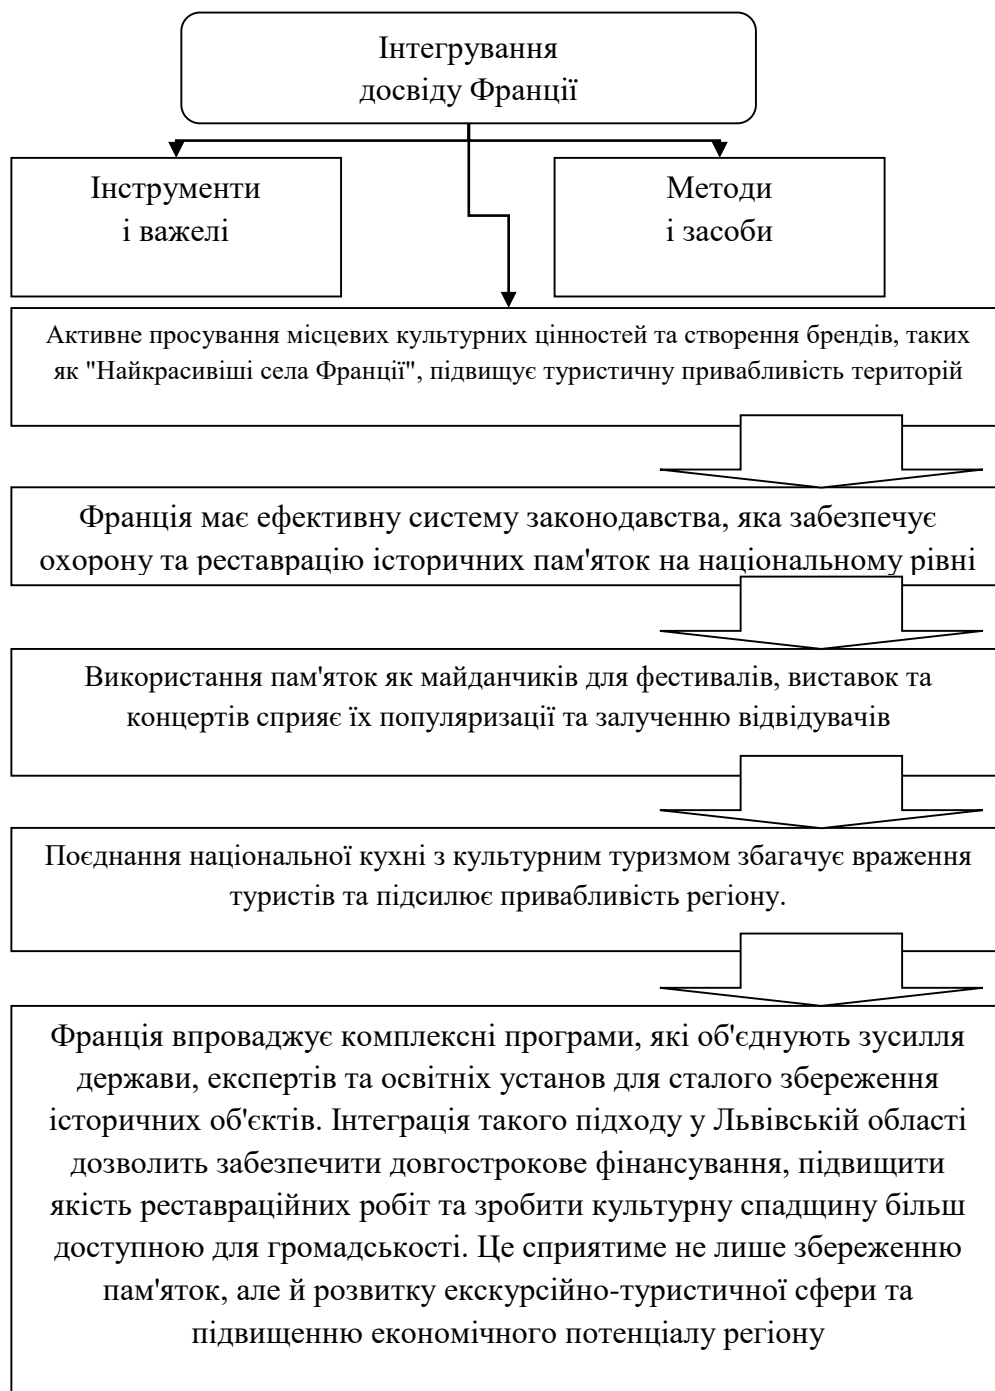 Інтегрування
досвіду Франції
Інструменти
і важелі
Методи
і засоби
Активне просування місцевих культурних цінностей та створення брендів, таких
як "Найкрасивіші села Франції", підвищує туристичну привабливість територій
Франція має ефективну систему законодавства, яка забезпечує
охорону та реставрацію історичних пам'яток на національному рівні
Використання пам'яток як майданчиків для фестивалів, виставок та
концертів сприяє їх популяризації та залученню відвідувачів
Поєднання національної кухні з культурним туризмом збагачує враження
туристів та підсилює привабливість регіону.
Франція впроваджує комплексні програми, які об'єднують зусилля
держави, експертів та освітніх установ для сталого збереження
історичних об'єктів. Інтеграція такого підходу у Львівській області
дозволить забезпечити довгострокове фінансування, підвищити
якість реставраційних робіт та зробити культурну спадщину більш
доступною для громадськості. Це сприятиме не лише збереженню
пам'яток, але й розвитку екскурсійно-туристичної сфери та
підвищенню економічного потенціалу регіону